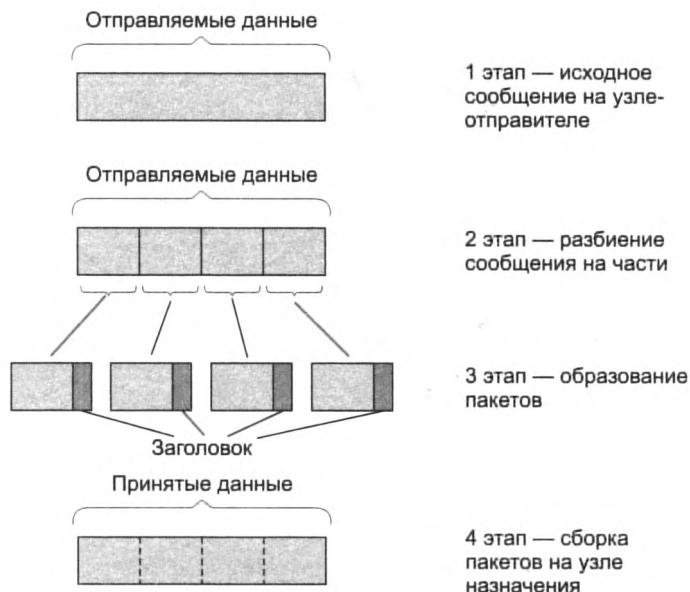 Отправляемые данные
1 этап — исходное
сообщение на узле-
отправителе
Отправляемые данные
2 этап — разбиение
сообщения на части
3 этап — образование
пакетов
Заголовок
Принятые данные
4 этап — сборка
пакетов на узле
назначения